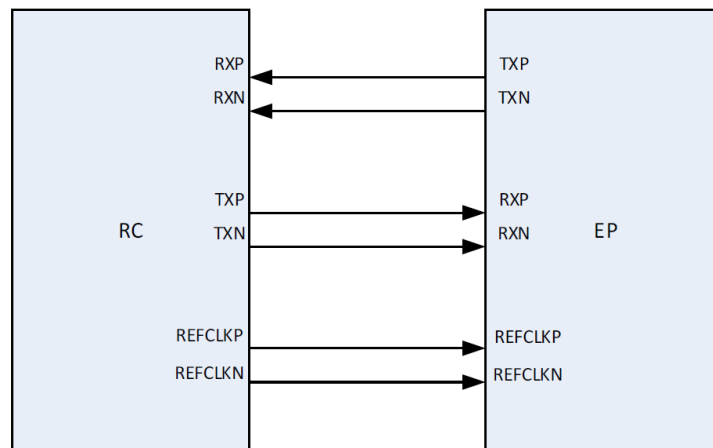 RXP
TXP
RXN
TXN
TXP
RXP
RC
TXN
RXN
EP
REFCLKP
REFCLKP
REFCLKN
REFCLKN